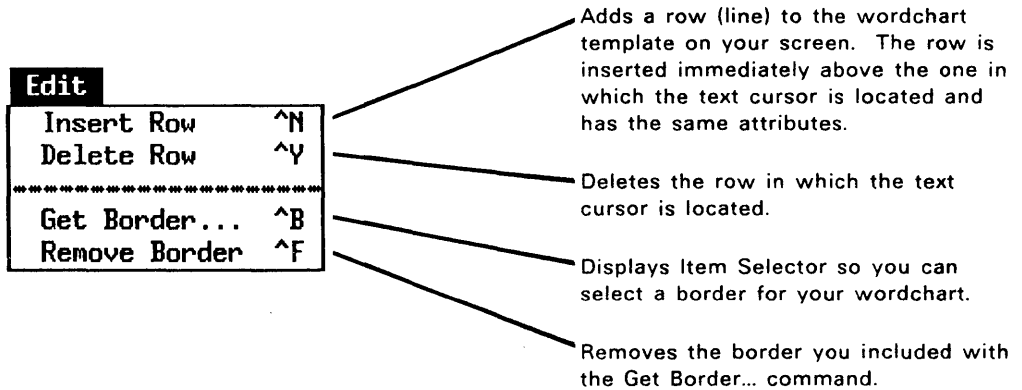 Edit
Insert Row ^N
Delete Row ^Y
Get Border... ^B
Remove Border ^F
Adds a row (line) to the wordchart
template on your screen. The row is
inserted immediately above the one in
which the text cursor is located and
has the same attributes.
Deletes the row in which the text
cursor is located.
Displays Item Selector so you can
select a border for your wordchart.
Removes the border you included with
the Get Border... command.